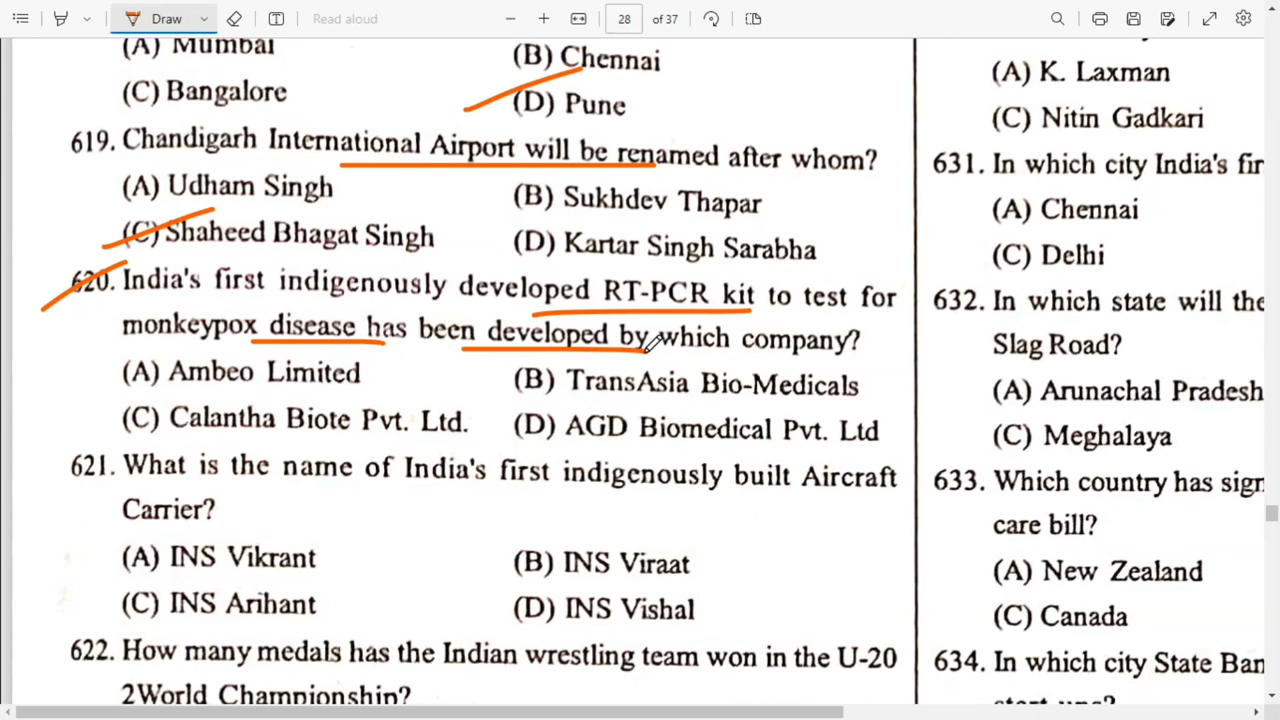 Draw
Read aloud
28 of 37
(A) Mumbai
(B) Chennai
(C) Bangalore
(D) Pune
619. Chandigarh International Airport will be renamed after whom?
(A) Udham Singh
(B) Sukhdev Thapar
(C) Shaheed Bhagat Singh
(D) Kartar Singh Sarabha
620. India's first indigenously developed RT-PCR kit to test for
monkeypox disease has been developed by which company?
(A) Ambeo Limited
(B) TransAsia Bio-Medicals
(C) Calantha Biote Pvt. Ltd.
(D) AGD Biomedical Pvt. Ltd
621. What is the name of India's first indigenously built Aircraft
Carrier?
(A) INS Vikrant
(B) INS Viraat
(C) INS Arihant
(D) INS Vishal
622. How many medals has the Indian wrestling team won in the U-20
2World Championship?
(A) K. Laxman
(C) Nitin Gadkari
631. In which city India's fir
(A) Chennai
(C) Delhi
632. In which state will the
Slag Road?
(A) Arunachal Pradesh
(C) Meghalaya
633. Which country has sign
care bill?
(A) New Zealand
(C) Canada
634. In which city State Ban